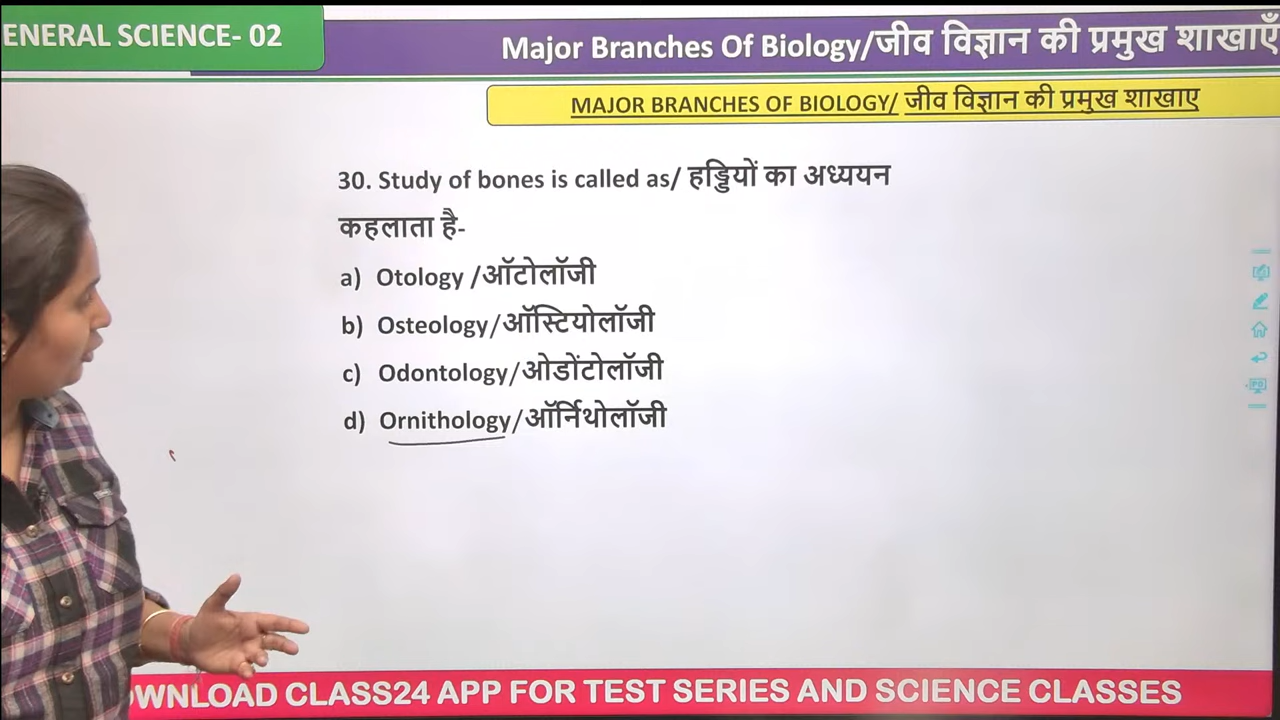 ENERAL SCIENCE- 02
Major Branches Of Biology/जीव विज्ञान की प्रमुख शाखाएँ
MAJOR BRANCHES OF BIOLOGY/ जीव विज्ञान की प्रमुख शाखाए
30. Study of bones is called as/ हड्डियों का अध्ययन
कहलाता है-
a) Otology /ऑटोलॉजी
b) Osteology/ऑस्टियोलॉजी
c) Odontology/ओडोंटोलॉजी
d) Ornithology/ऑर्निथोलॉजी
OWNLOAD CLASS24 APP FOR TEST SERIES AND SCIENCE CLASSES